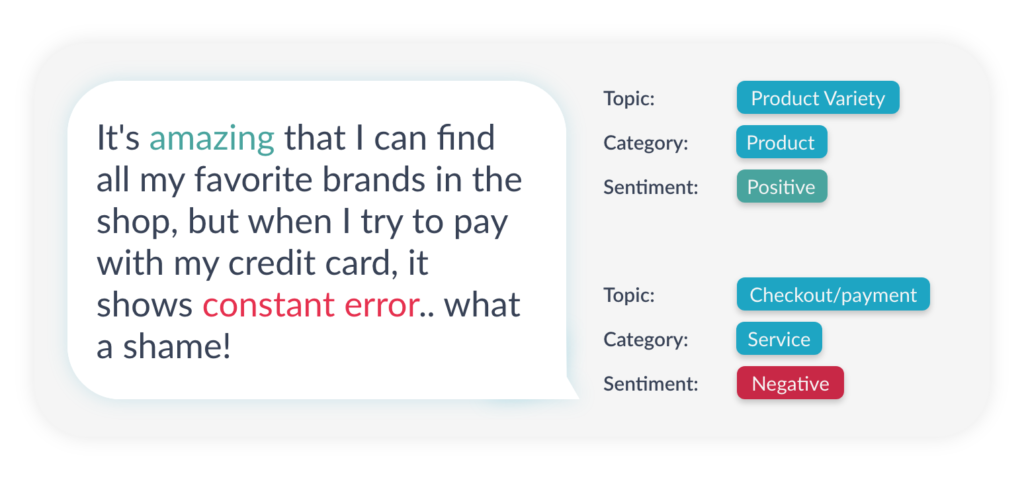 It's amazing that I can find
all my favorite brands in the
shop, but when I try to pay
with my credit card, it
shows constant error.. what
a shame!
Topic: Product Variety
Category: Product
Sentiment: Positive
Topic: Checkout/payment
Category: Service
Sentiment: Negative